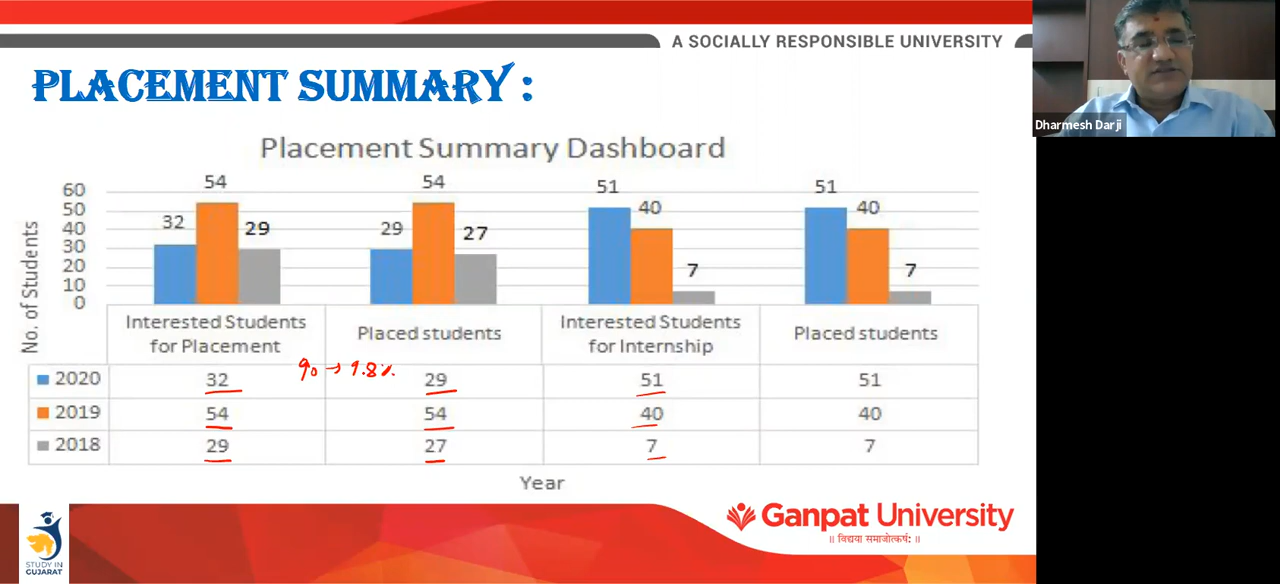 A SOCIALLY RESPONSIBLE UNIVERSITY
PLACEMENT SUMMARY :
Dharmesh Darji
Placement Summary Dashboard
No. of Students
60
50
40
30
20
10
0
32 54 29
29 54 27
51 40 7
51 40 7
Interested Students for Placement
Placed students
Interested Students for Internship
Placed students
2020 32 29 51 51
2019 54 54 40 40
2018 29 27 7 7
Year
STUDY IN
GUJARAT
Ganpat University
॥ विद्यया समाजोत्कर्षः ॥